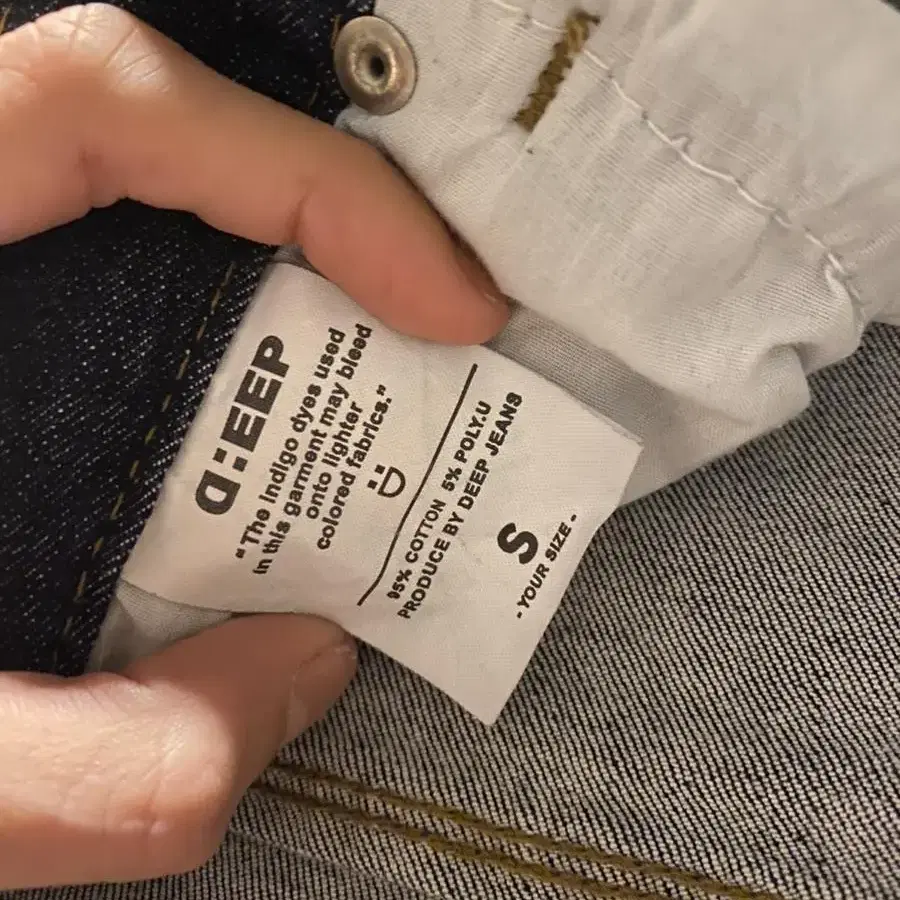 D:EEP
“The indigo dyes used
in this garment may bleed
onto lighter
colored fabrics.”
:D
95% COTTON 5% POLY.U
PRODUCE BY DEEP JEANS
S
- YOUR SIZE -